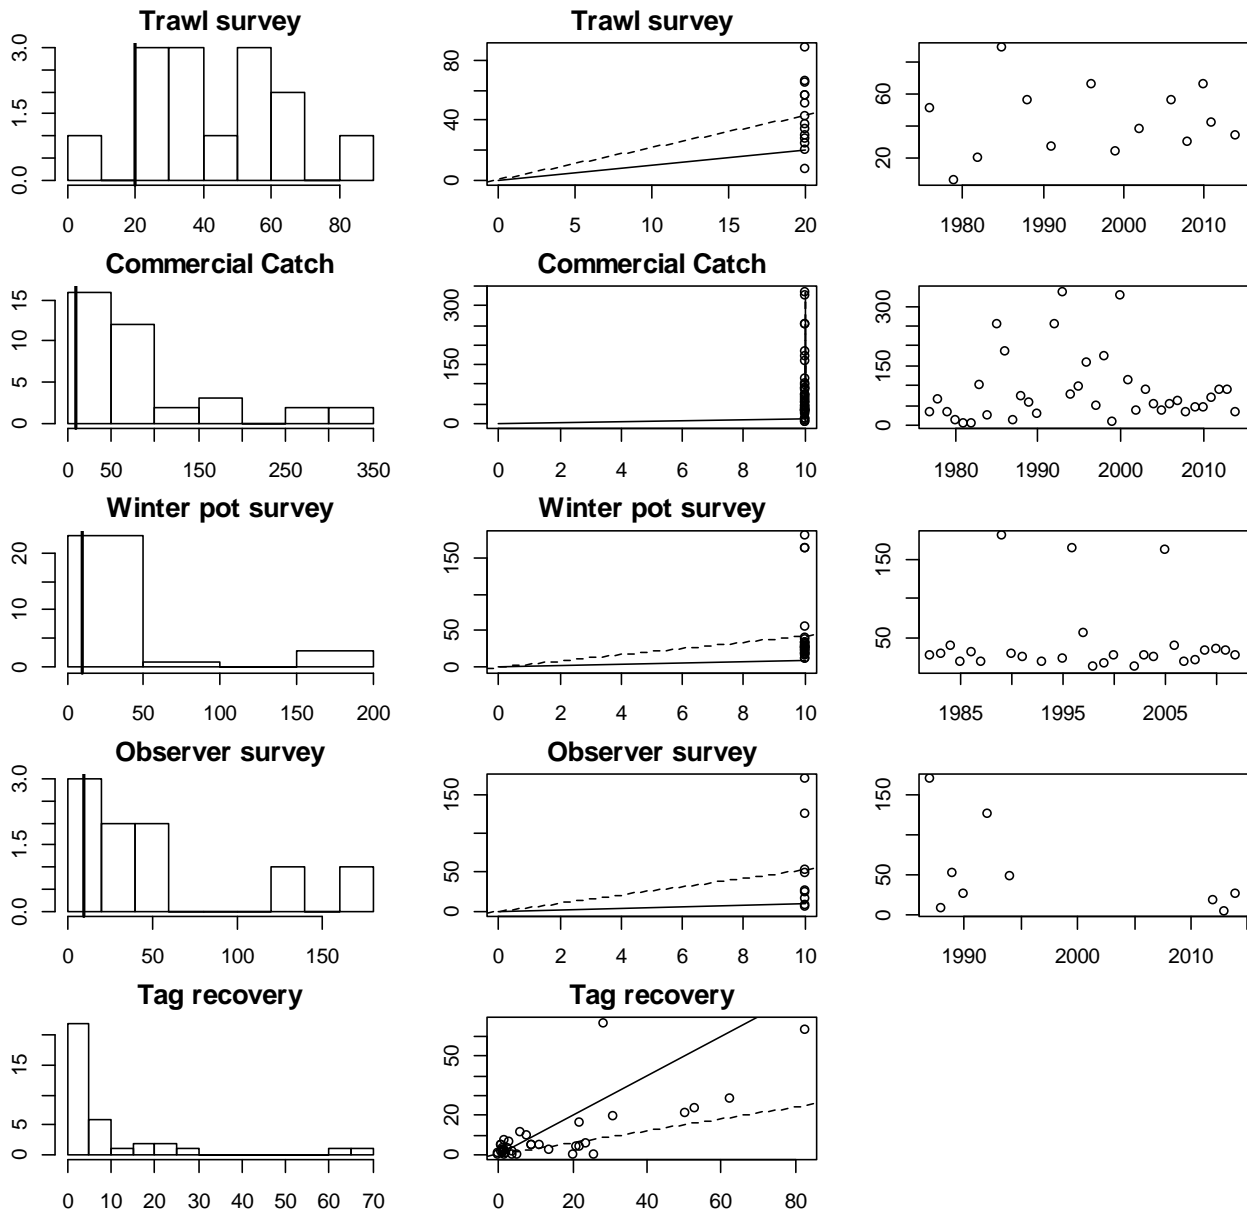 Trawl survey
3.0
1.5
0.0
0 20 40 60 80
Trawl survey
80
40
0
0 5 10 15 20
60
20
1980 1990 2000 2010
Commercial Catch
15
10
5
0
0 50 150 250 350
Commercial Catch
300
150
0
0 2 4 6 8 10
300
150
0
1980 1990 2000 2010
Winter pot survey
20
10
0
0 50 100 150 200
Winter pot survey
150
50
0
0 2 4 6 8 10
150
50
1985 1995 2005
Observer survey
3.0
1.5
0.0
0 50 100 150
Observer survey
150
50
0
0 2 4 6 8 10
150
50
0
1990 2000 2010
Tag recovery
15
5
0
0 10 20 30 40 50 60 70
Tag recovery
50
20
0
0 20 40 60 80